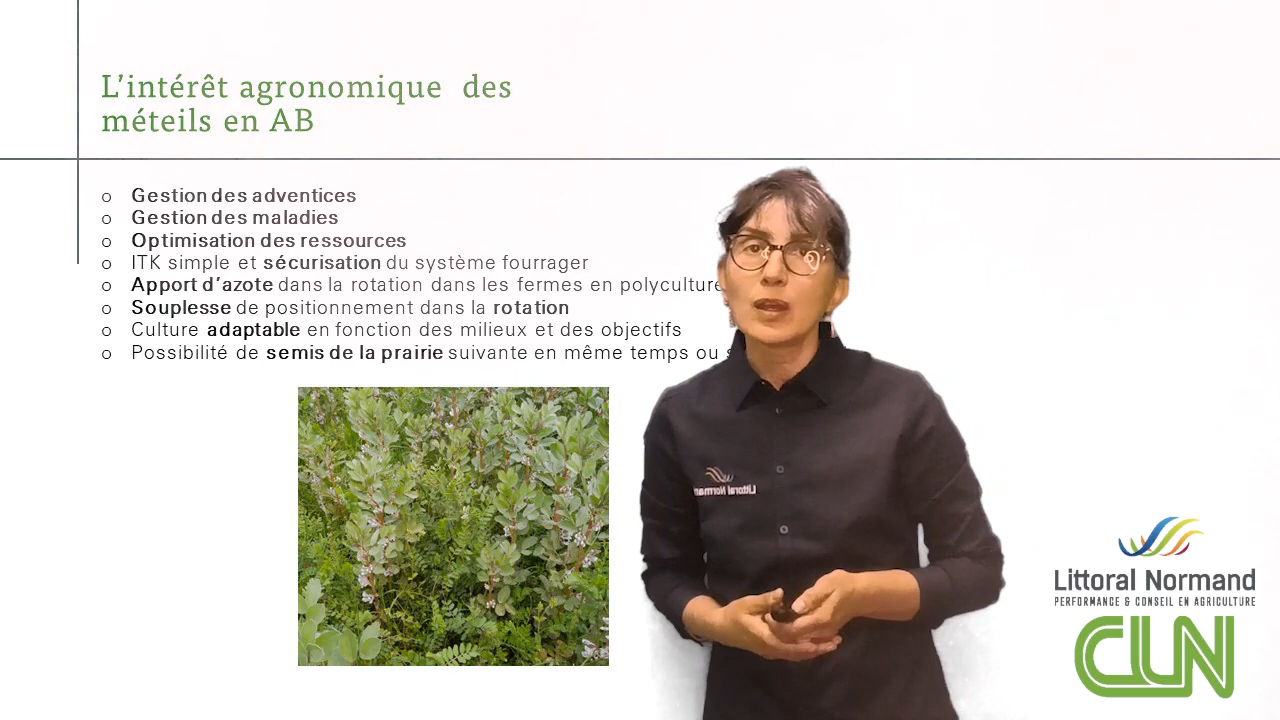 L’intérêt agronomique des
méteils en AB
o Gestion des adventices
o Gestion des maladies
o Optimisation des ressources
o ITK simple et sécurisation du système fourrager
o Apport d’azote dans la rotation dans les fermes en polyculture
o Souplesse de positionnement dans la rotation
o Culture adaptable en fonction des milieux et des objectifs
o Possibilité de semis de la prairie suivante en même temps ou
Littoral Norman
Littoral Normand
PERFORMANCE & CONSEIL EN AGRICULTURE
CLN